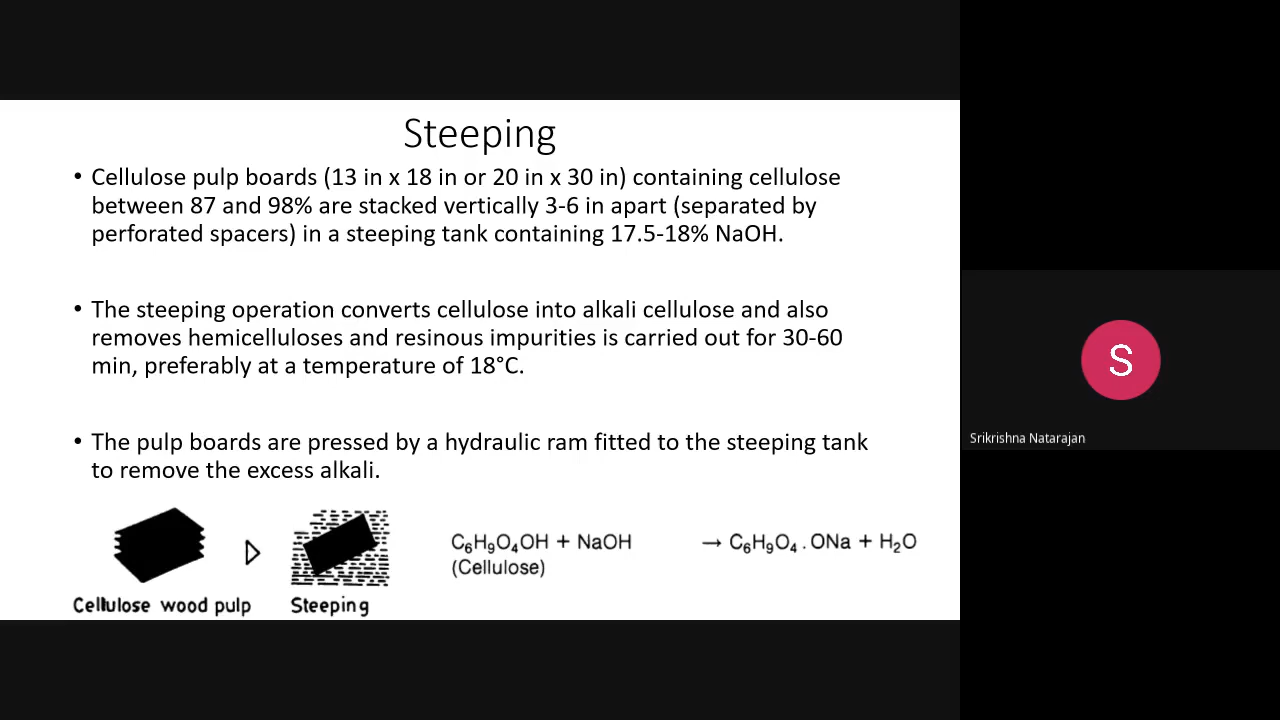 Steeping
• Cellulose pulp boards (13 in x 18 in or 20 in x 30 in) containing cellulose
between 87 and 98% are stacked vertically 3-6 in apart (separated by
perforated spacers) in a steeping tank containing 17.5-18% NaOH.
• The steeping operation converts cellulose into alkali cellulose and also
removes hemicelluloses and resinous impurities is carried out for 30-60
min, preferably at a temperature of 18°C.
• The pulp boards are pressed by a hydraulic ram fitted to the steeping tank
to remove the excess alkali.
C₆H₉O₄OH + NaOH → C₆H₉O₄ . ONa + H₂O
(Cellulose)
Cellulose wood pulp Steeping
S
Srikrishna Natarajan